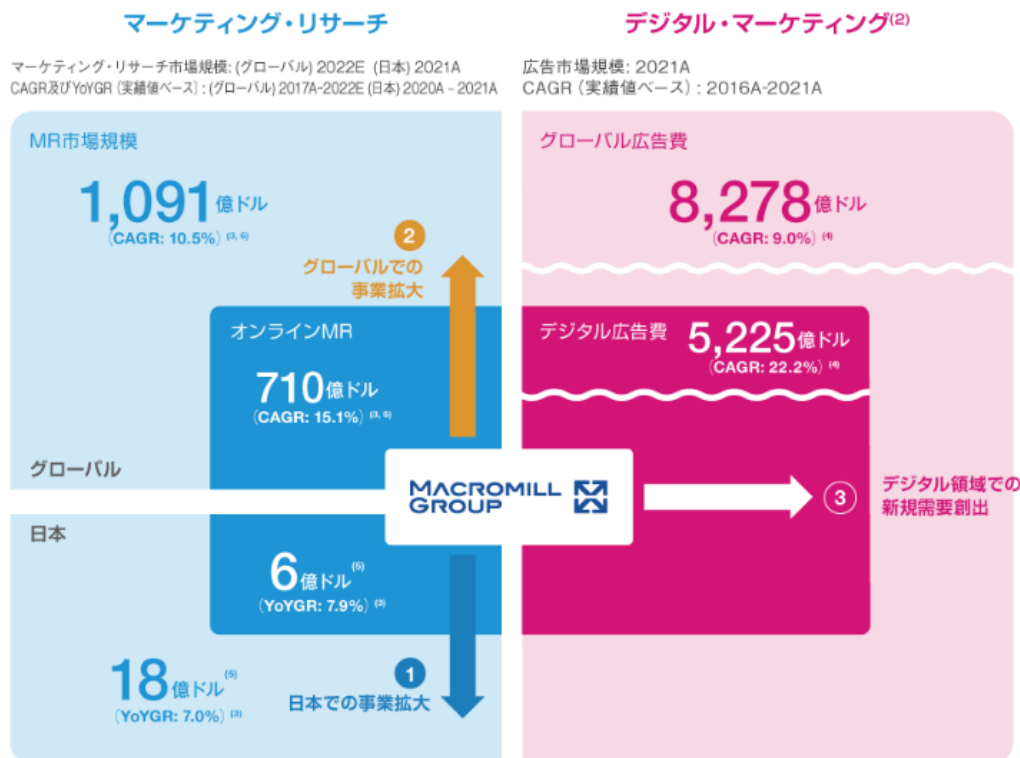 マーケティング・リサーチ
マーケティング・リサーチ市場規模: (グローバル) 2022E (日本) 2021A
CAGR及びYoYGR（実績値ベース）: (グローバル) 2017A-2022E (日本) 2020A – 2021A
MR市場規模
1,091億ドル
(CAGR: 10.5%) (3, 6)
2
グローバルでの
事業拡大
オンラインMR
710億ドル
(CAGR: 15.1%) (3, 6)
グローバル
日本
6億ドル(5)
(YoYGR: 7.9%) (3)
18億ドル(5)
(YoYGR: 7.0%) (3)
1
日本での事業拡大
MACROMILL
GROUP
デジタル・マーケティング(2)
広告市場規模: 2021A
CAGR（実績値ベース）: 2016A-2021A
グローバル広告費
8,278億ドル
(CAGR: 9.0%) (4)
デジタル広告費 5,225億ドル
(CAGR: 22.2%) (4)
3
デジタル領域での
新規需要創出